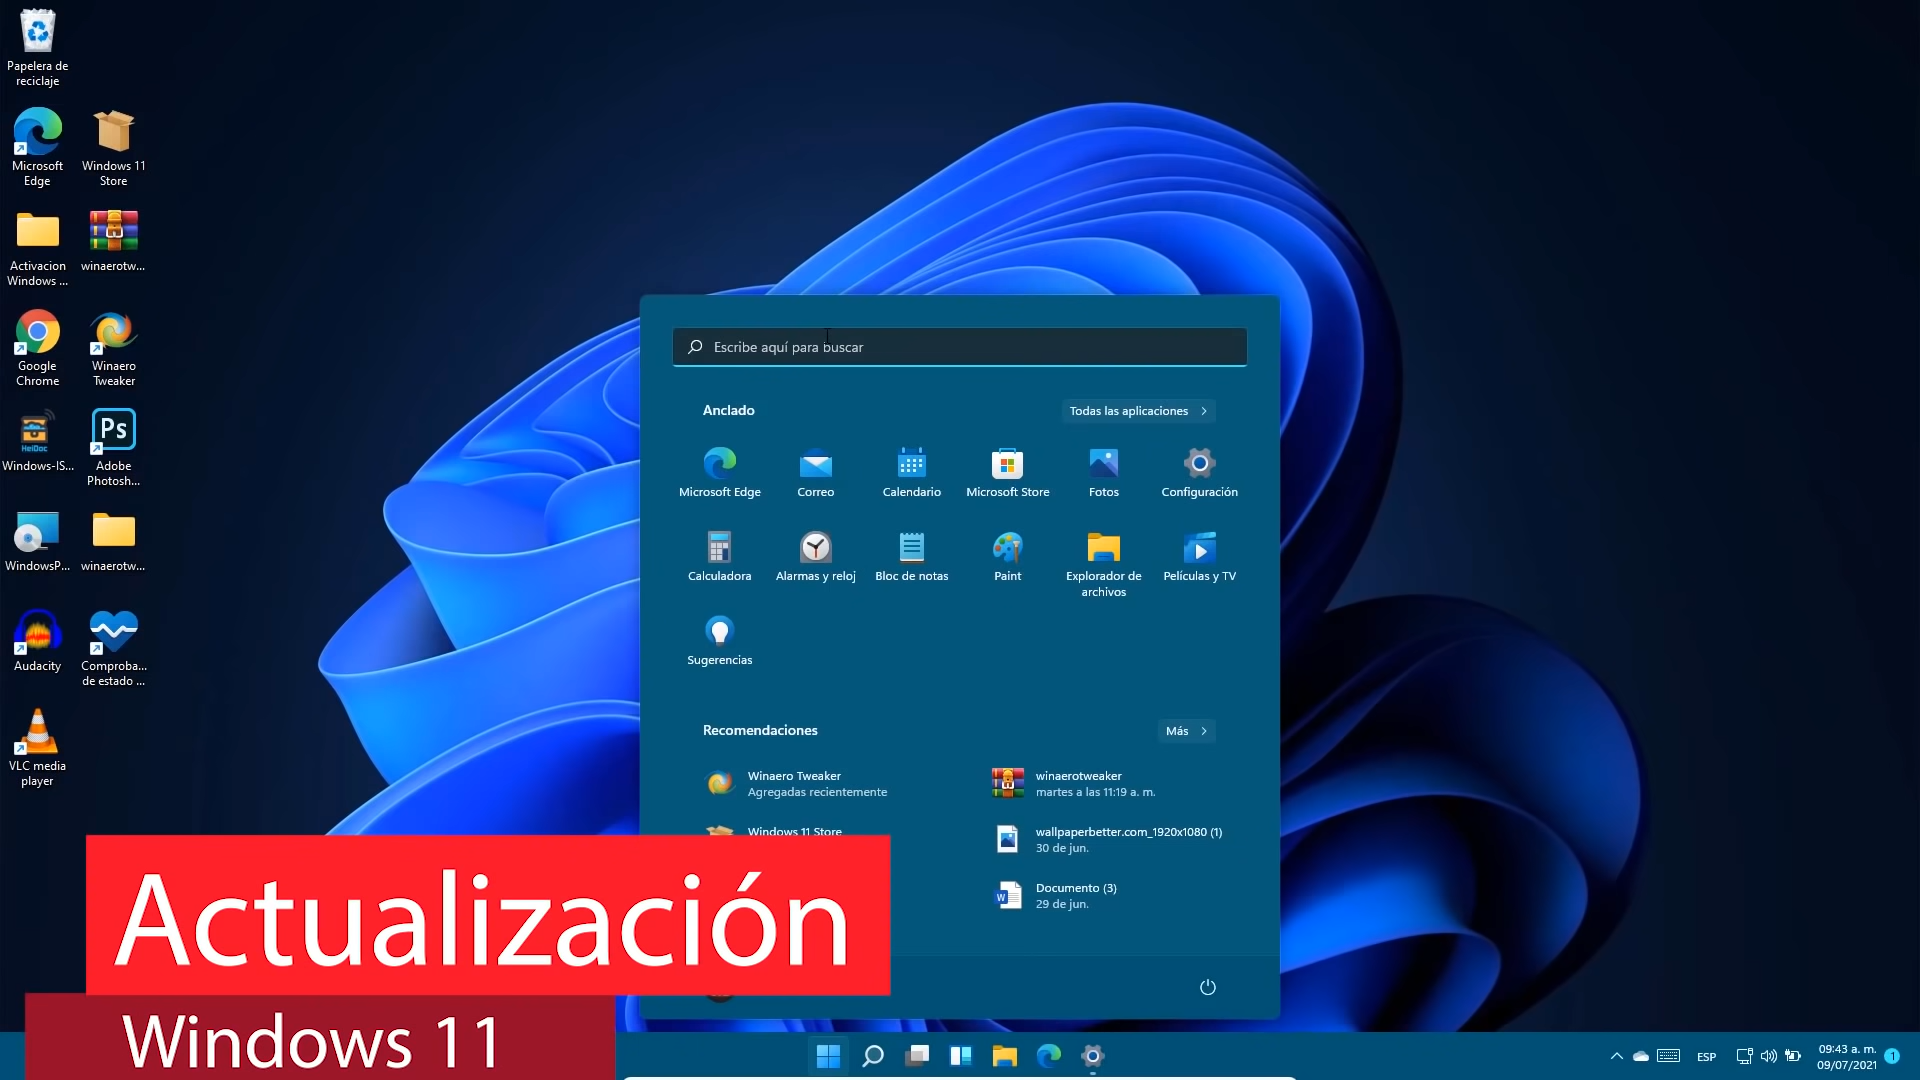 Papelera de
reciclaje
Microsoft
Edge
Windows 11
Store
Activacion
Windows ...
winaerotw...
Google
Chrome
Winaero
Tweaker
HeiDoc
Windows-IS...
Ps
Adobe
Photosh...
WindowsP...
winaerotw...
Audacity
Comproba...
de estado ...
VLC media
player
Escribe aquí para buscar
Anclado
Todas las aplicaciones
Microsoft Edge
Correo
Calendario
Microsoft Store
Fotos
Configuración
Calculadora
Alarmas y reloj
Bloc de notas
Paint
Explorador de
archivos
Películas y TV
Sugerencias
Recomendaciones
Más
Winaero Tweaker
Agregadas recientemente
winaerotweaker
martes a las 11:19 a. m.
Windows 11 Store
wallpaperbetter.com_1920x1080 (1)
30 de jun.
W
Documento (3)
29 de jun.
Actualización
Windows 11
ESP
09:43 a. m.
09/07/2021
1